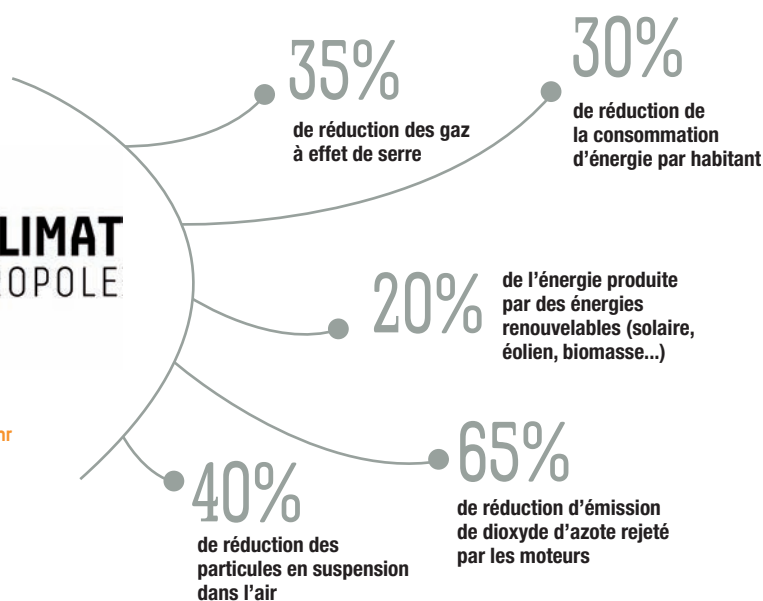 35%
de réduction des gaz
à effet de serre
30%
de réduction de
la consommation
d'énergie par habitant
LIMAT
OPOLE
20%
de l'énergie produite
par des énergies
renouvelables (solaire,
éolien, biomasse...)
65%
de réduction d'émission
de dioxyde d'azote rejeté
par les moteurs
40%
de réduction des
particules en suspension
dans l'air